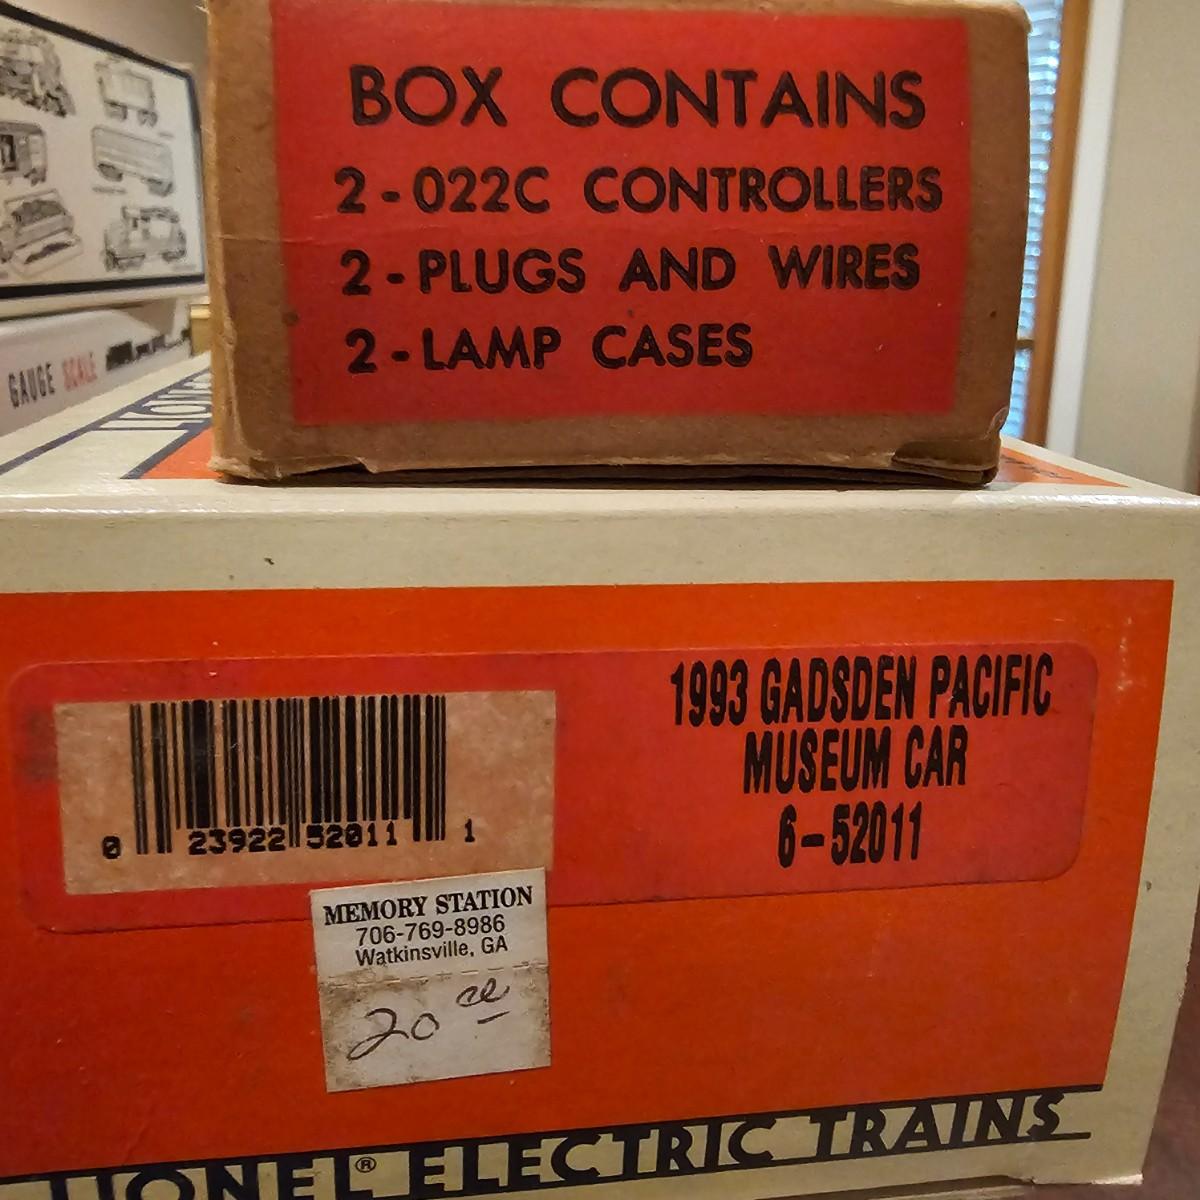 BOX CONTAINS
2-022C CONTROLLERS
2-PLUGS AND WIRES
2-LAMP CASES
GAUGE SCALE
1993 GADSDEN PACIFIC
MUSEUM CAR
6-52011
0 23922 52011 1
MEMORY STATION
706-769-8986
Watkinsville, GA
20
LIONEL® ELECTRIC TRAINS